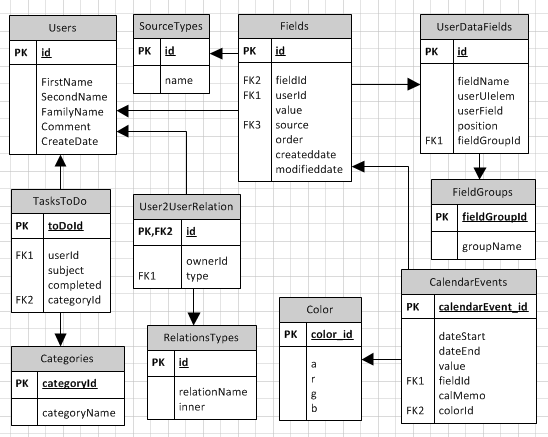 Users
PK id
FirstName
SecondName
FamilyName
Comment
CreateDate
SourceTypes
PK id
name
Fields
PK id
FK2 fieldId
FK1 userId
value
FK3 source
order
createddate
modifieddate
UserDataFields
PK id
fieldName
userUIelem
userField
position
FK1 fieldGroupId
TasksToDo
PK toDoId
FK1 userId
subject
completed
FK2 categoryId
User2UserRelation
PK,FK2 id
ownerId
FK1 type
FieldGroups
PK fieldGroupId
groupName
Categories
PK categoryId
categoryName
RelationsTypes
PK id
relationName
inner
Color
PK color_id
a
r
g
b
CalendarEvents
PK calendarEvent_id
dateStart
dateEnd
value
FK1 fieldId
calMemo
FK2 colorId